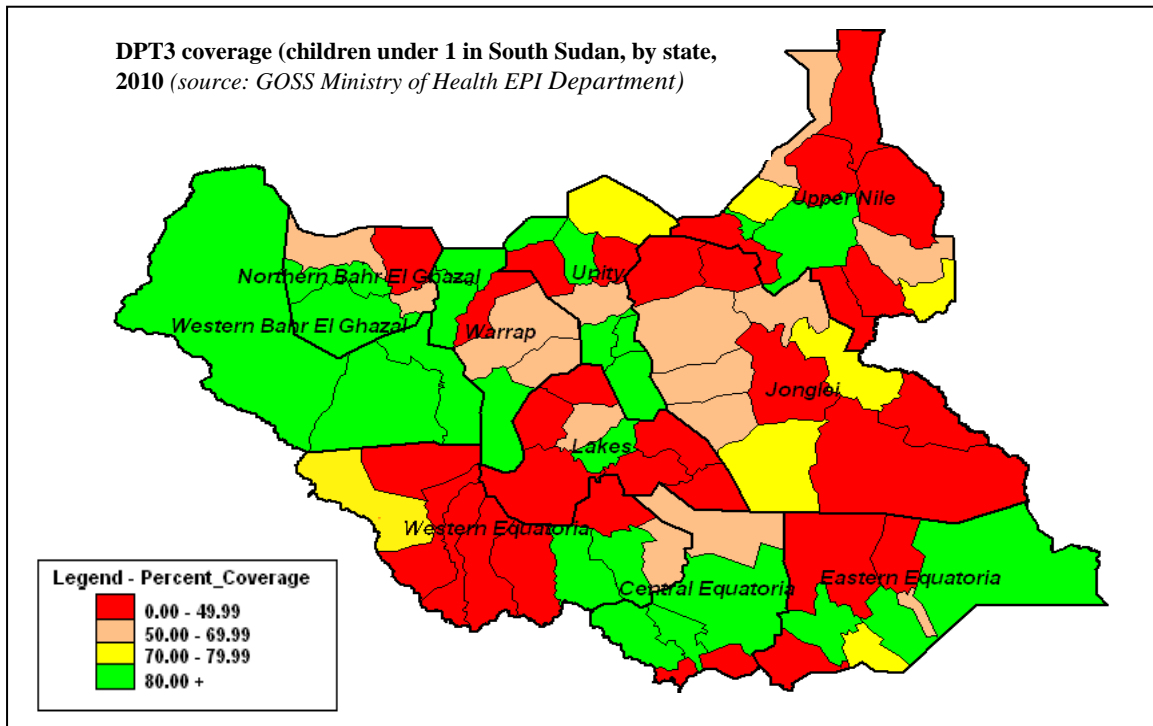 DPT3 coverage (children under 1 in South Sudan, by state,
2010 (source: GOSS Ministry of Health EPI Department)
Upper Nile
Northern Bahr El Ghazal
Unity
Western Bahr El Ghazal
Warrap
Jonglei
Lakes
Western Equatoria
Central Equatoria
Eastern Equatoria
Legend - Percent_Coverage
0.00 - 49.99
50.00 - 69.99
70.00 - 79.99
80.00 +